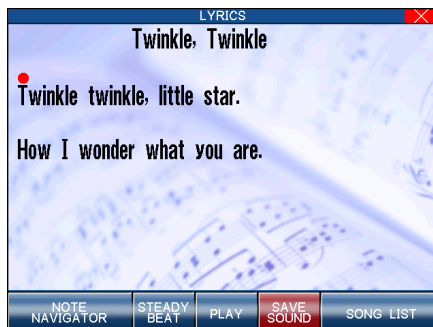 LYRICS
Twinkle, Twinkle
Twinkle twinkle, little star.
How I wonder what you are.
NOTE
NAVIGATOR
STEADY
BEAT
PLAY
SAVE
SOUND
SONG LIST